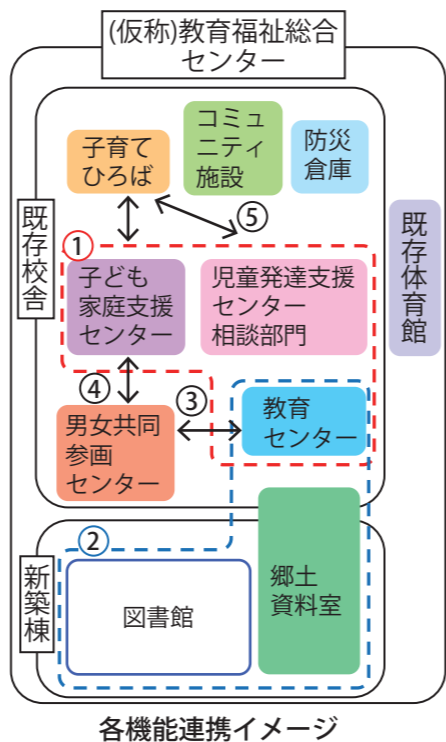 (仮称)教育福祉総合
センター
既存校舎
子育て
ひろば
コミュ
ニティ
施設
防災
倉庫
既存体育館
⑤
①
子ども
家庭支援
センター
児童発達支援
センター
相談部門
④
③
男女共同
参画
センター
教育
センター
②
新築棟
図書館
郷土
資料室
各機能連携イメージ